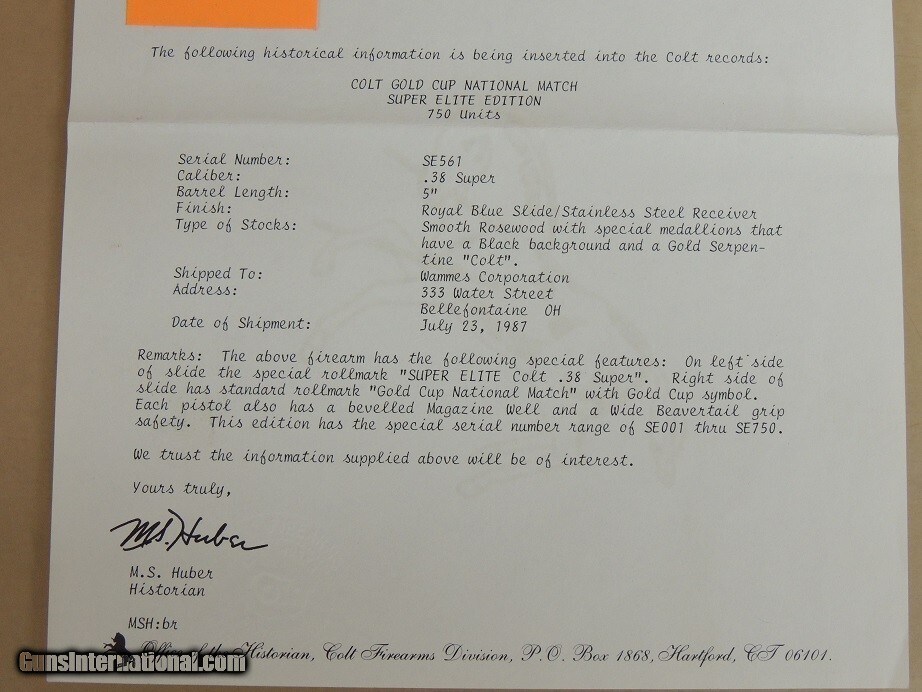 The following historical information is being inserted into the Colt records:
COLT GOLD CUP NATIONAL MATCH
SUPER ELITE EDITION
750 Units
Serial Number: SE561
Caliber: .38 Super
Barrel Length: 5"
Finish: Royal Blue Slide/Stainless Steel Receiver
Type of Stocks: Smooth Rosewood with special medallions that
have a Black background and a Gold Serpen-
tine "Colt".
Shipped To: Wammes Corporation
Address: 333 Water Street
Bellefontaine OH
Date of Shipment: July 23, 1987
Remarks: The above firearm has the following special features: On left side
of slide the special rollmark "SUPER ELITE Colt .38 Super". Right side of
slide has standard rollmark "Gold Cup National Match" with Gold Cup symbol.
Each pistol also has a bevelled Magazine Well and a Wide Beavertail grip
safety. This edition has the special serial number range of SE001 thru SE750.
We trust the information supplied above will be of interest.
Yours truly,
M.S. Huber
M.S. Huber
Historian
MSH:br
Office of the Historian, Colt Firearms Division, P.O. Box 1868, Hartford, CT 06101.
GunsInternational.com